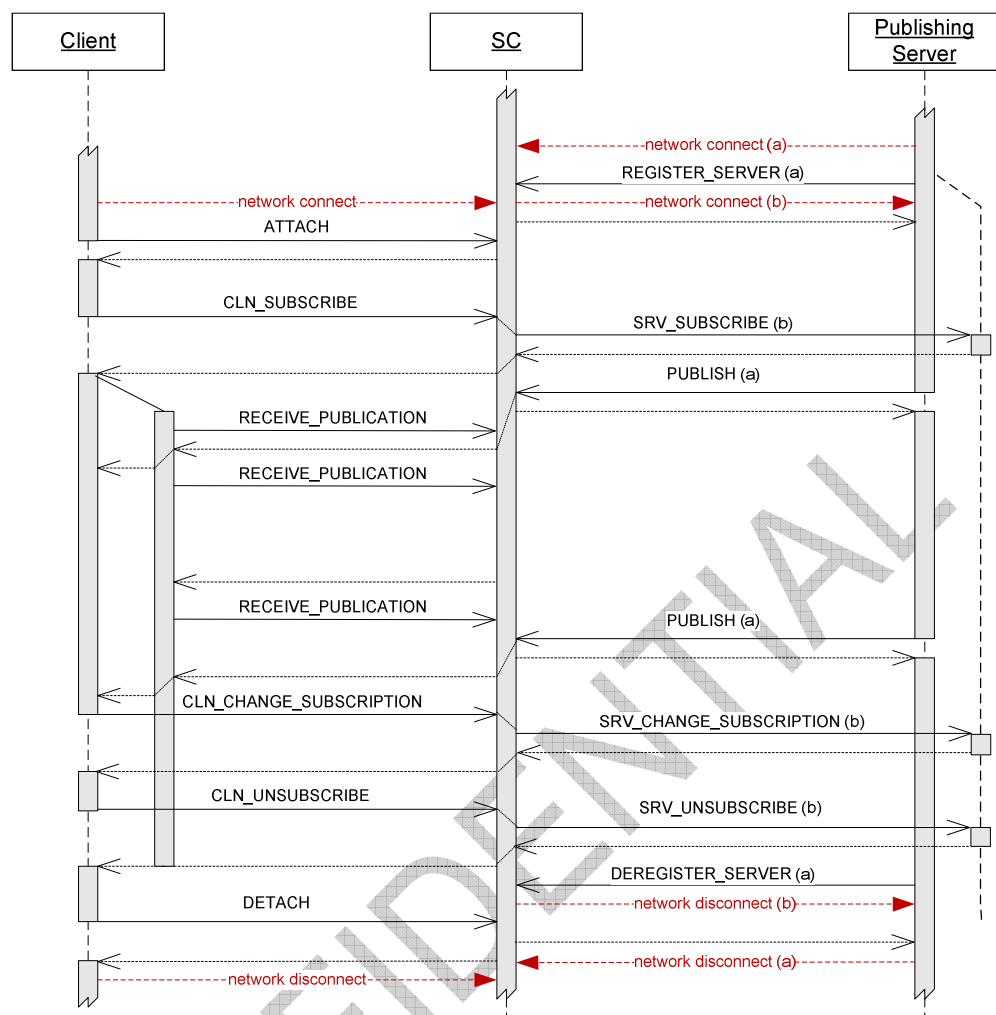 Client
SC
Publishing
Server
network connect (a)
REGISTER_SERVER (a)
network connect
network connect (b)
ATTACH
CLN_SUBSCRIBE
SRV_SUBSCRIBE (b)
PUBLISH (a)
RECEIVE_PUBLICATION
RECEIVE_PUBLICATION
RECEIVE_PUBLICATION
PUBLISH (a)
CLN_CHANGE_SUBSCRIPTION
SRV_CHANGE_SUBSCRIPTION (b)
CLN_UNSUBSCRIBE
SRV_UNSUBSCRIBE (b)
DEREGISTER_SERVER (a)
DETACH
network disconnect (b)
network disconnect (a)
network disconnect
FIDENTIAL